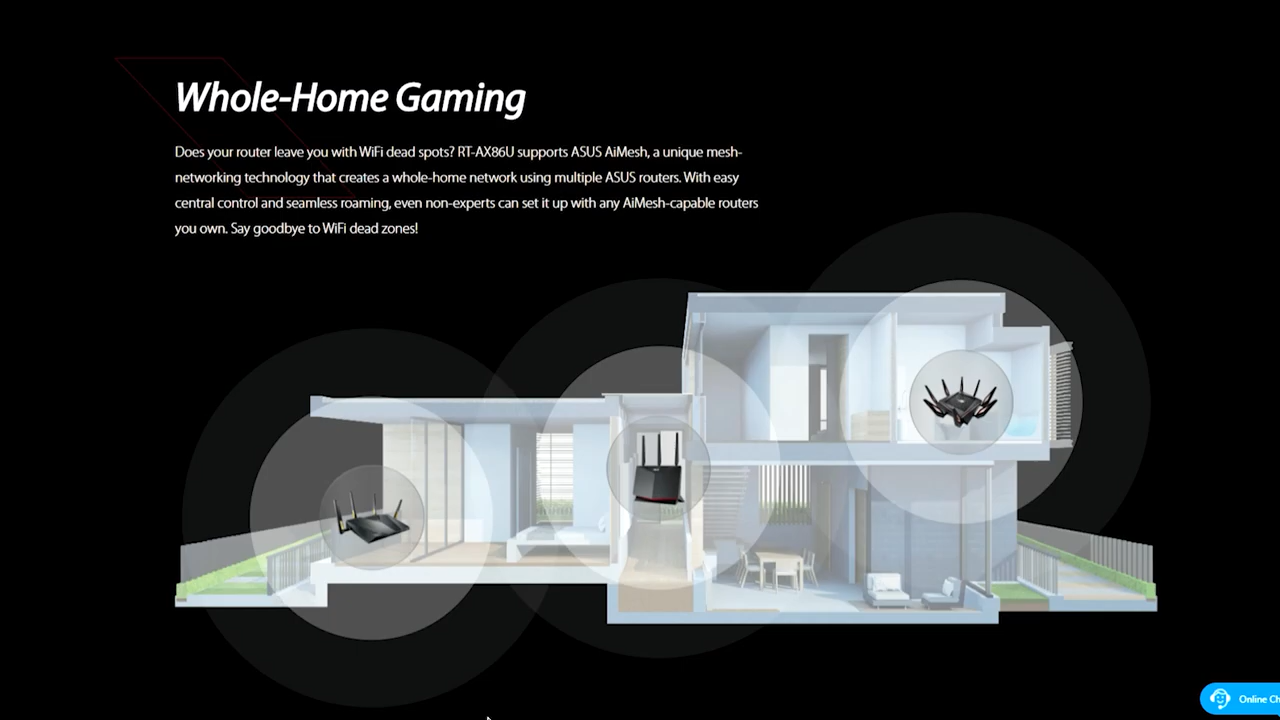 Whole-Home Gaming
Does your router leave you with WiFi dead spots? RT-AX86U supports ASUS AiMesh, a unique mesh-
networking technology that creates a whole-home network using multiple ASUS routers. With easy
central control and seamless roaming, even non-experts can set it up with any AiMesh-capable routers
you own. Say goodbye to WiFi dead zones!
Online Ch